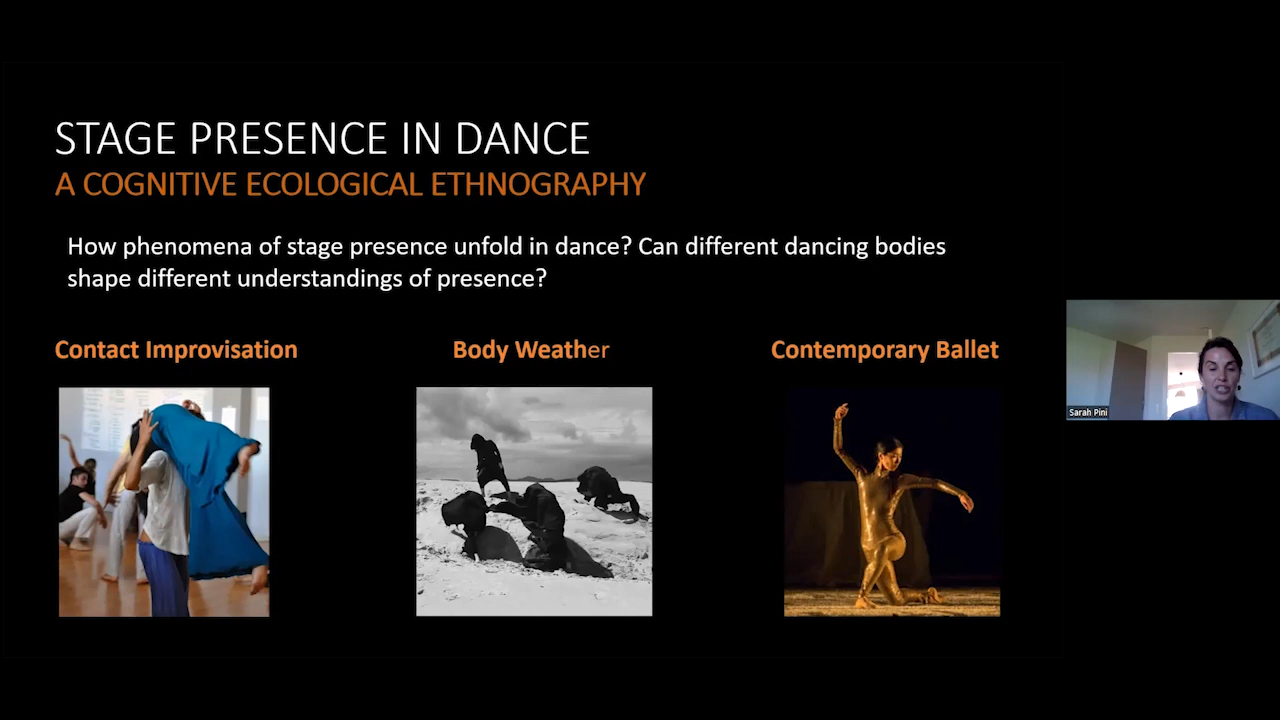 STAGE PRESENCE IN DANCE
A COGNITIVE ECOLOGICAL ETHNOGRAPHY
How phenomena of stage presence unfold in dance? Can different dancing bodies
shape different understandings of presence?
Contact Improvisation
Body Weather
Contemporary Ballet
Sarah Pini